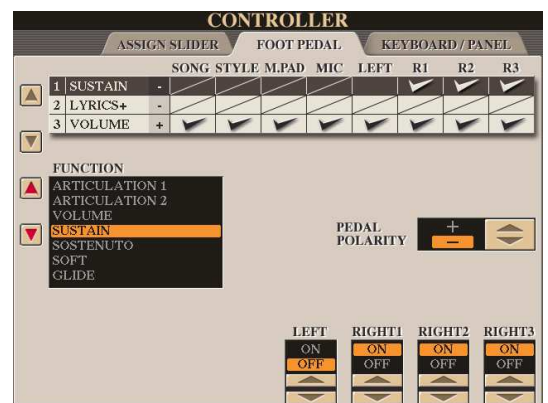 CONTROLLER
ASSIGN SLIDER FOOT PEDAL KEYBOARD / PANEL
SONG STYLE M.PAD MIC LEFT R1 R2 R3
1 SUSTAIN -
2 LYRICS+ -
3 VOLUME +
FUNCTION
ARTICULATION 1
ARTICULATION 2
VOLUME
SUSTAIN
SOSTENUTO
SOFT
GLIDE
PEDAL
POLARITY
+
−
LEFT RIGHT1 RIGHT2 RIGHT3
ON ON ON ON
OFF OFF OFF OFF